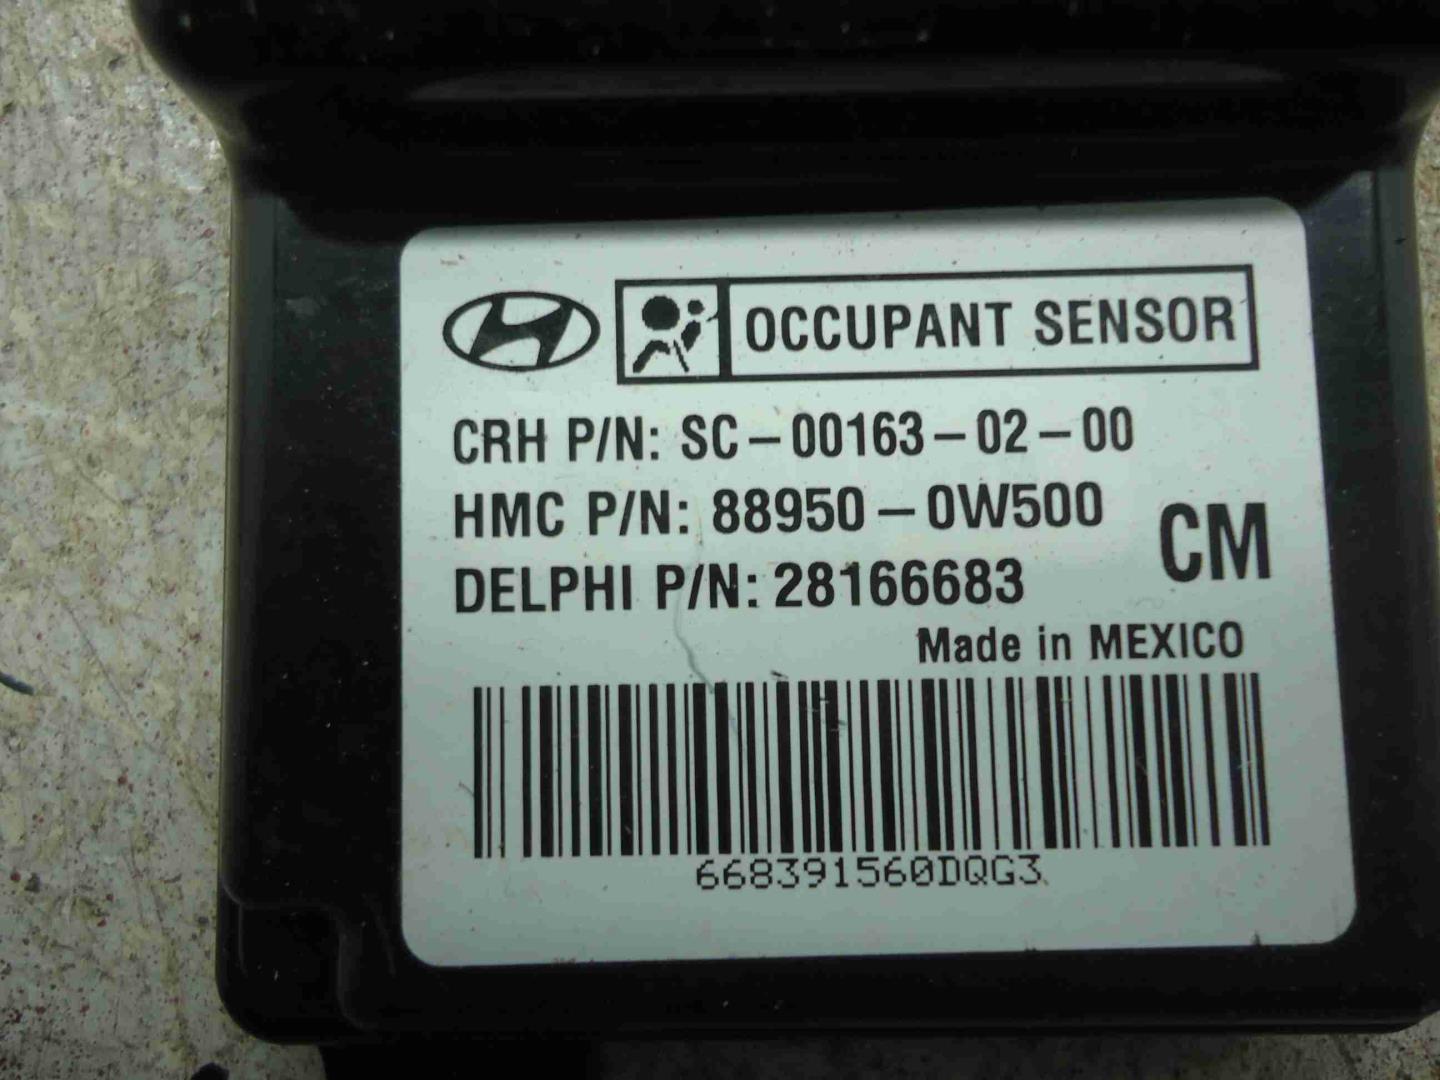 OCCUPANT SENSOR
CRH P/N: SC-00163-02-00
HMC P/N: 88950-0W500
CM
DELPHI P/N: 28166683
Made in MEXICO
668391560DQG3